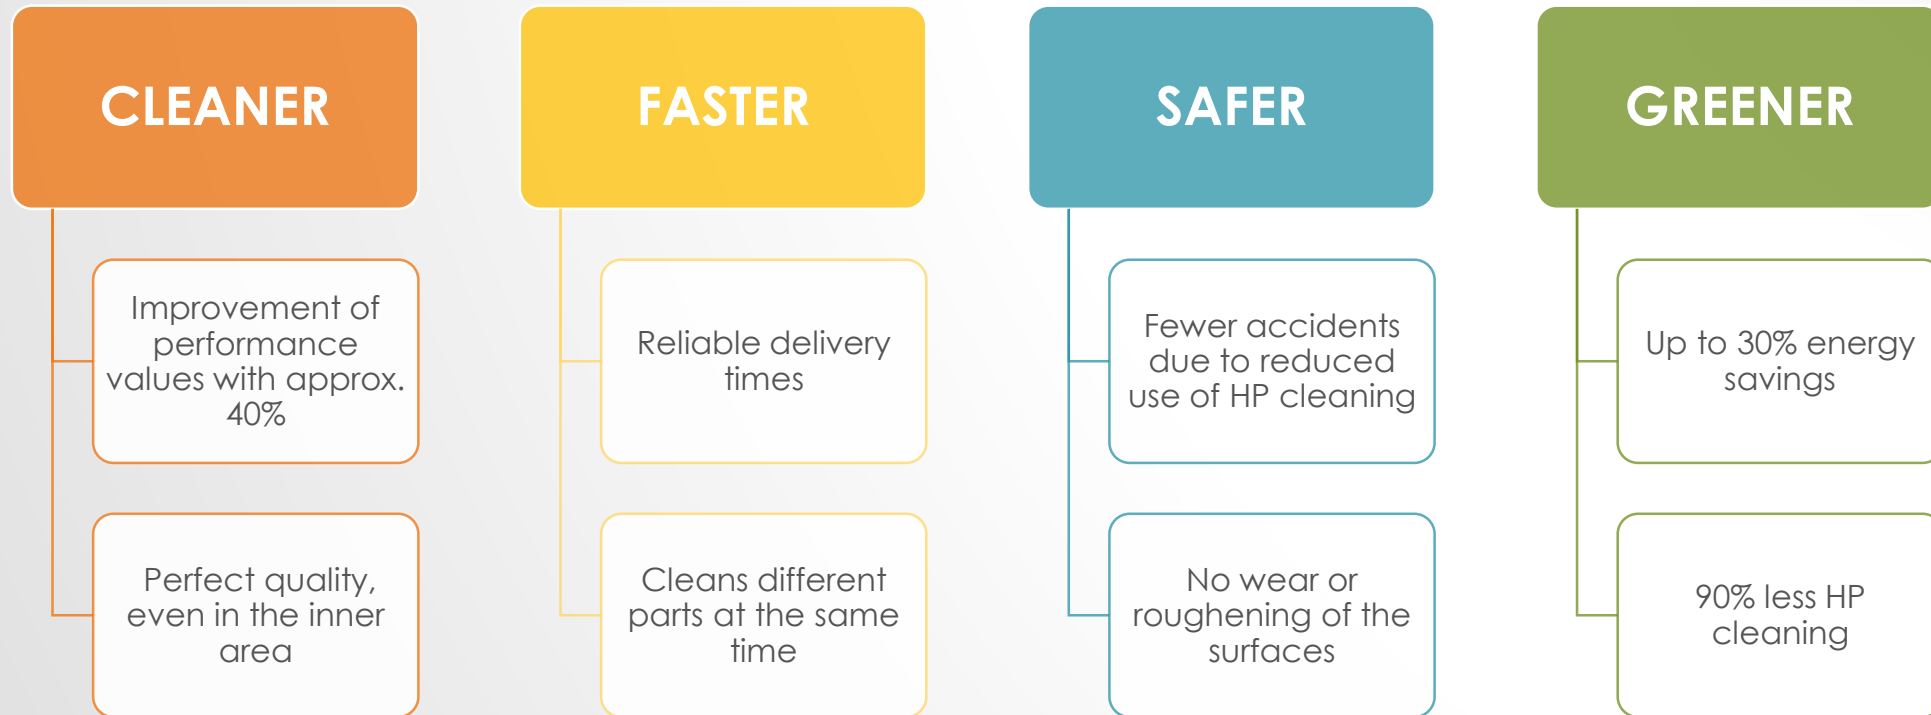 CLEANER
Improvement of
performance
values with approx.
40%
Perfect quality,
even in the inner
area
FASTER
Reliable delivery
times
Cleans different
parts at the same
time
SAFER
Fewer accidents
due to reduced
use of HP cleaning
No wear or
roughening of the
surfaces
GREENER
Up to 30% energy
savings
90% less HP
cleaning